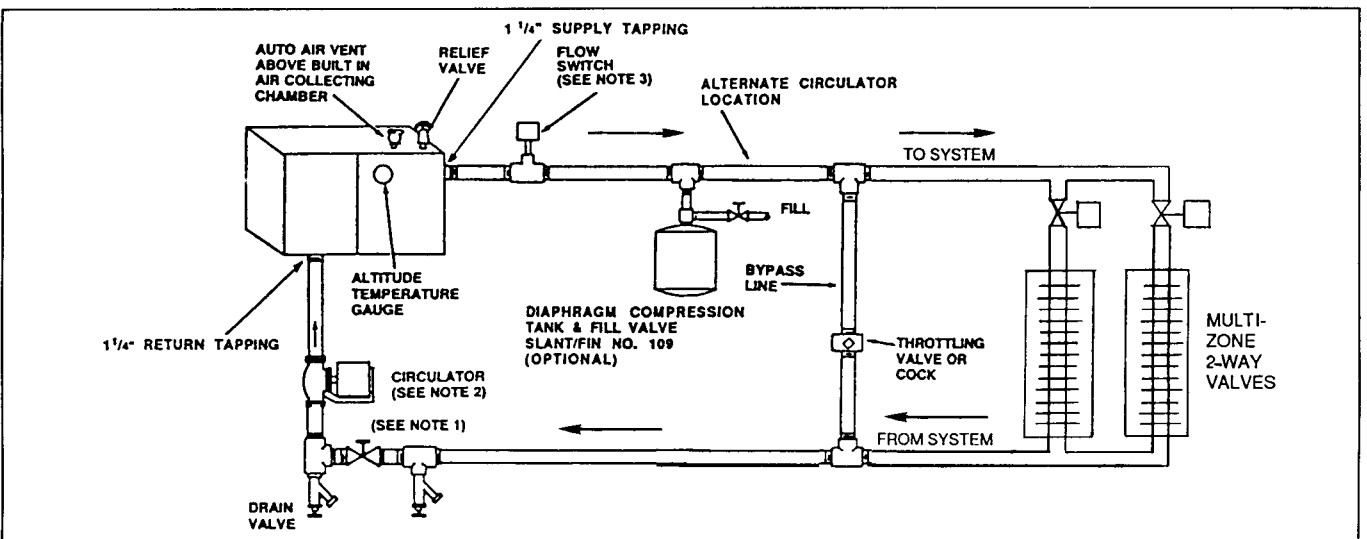 1 1/4" SUPPLY TAPPING
AUTO AIR VENT
ABOVE BUILT IN
AIR COLLECTING
CHAMBER
RELIEF
VALVE
FLOW
SWITCH
(SEE NOTE 3)
ALTERNATE CIRCULATOR
LOCATION
TO SYSTEM
FILL
ALTITUDE
TEMPERATURE
GAUGE
BYPASS
LINE
DIAPHRAGM COMPRESSION
TANK & FILL VALVE
SLANT/FIN NO. 109
(OPTIONAL)
MULTI-
ZONE
2-WAY
VALVES
1 1/4" RETURN TAPPING
THROTTLING
VALVE OR
COCK
CIRCULATOR
(SEE NOTE 2)
(SEE NOTE 1)
FROM SYSTEM
DRAIN
VALVE